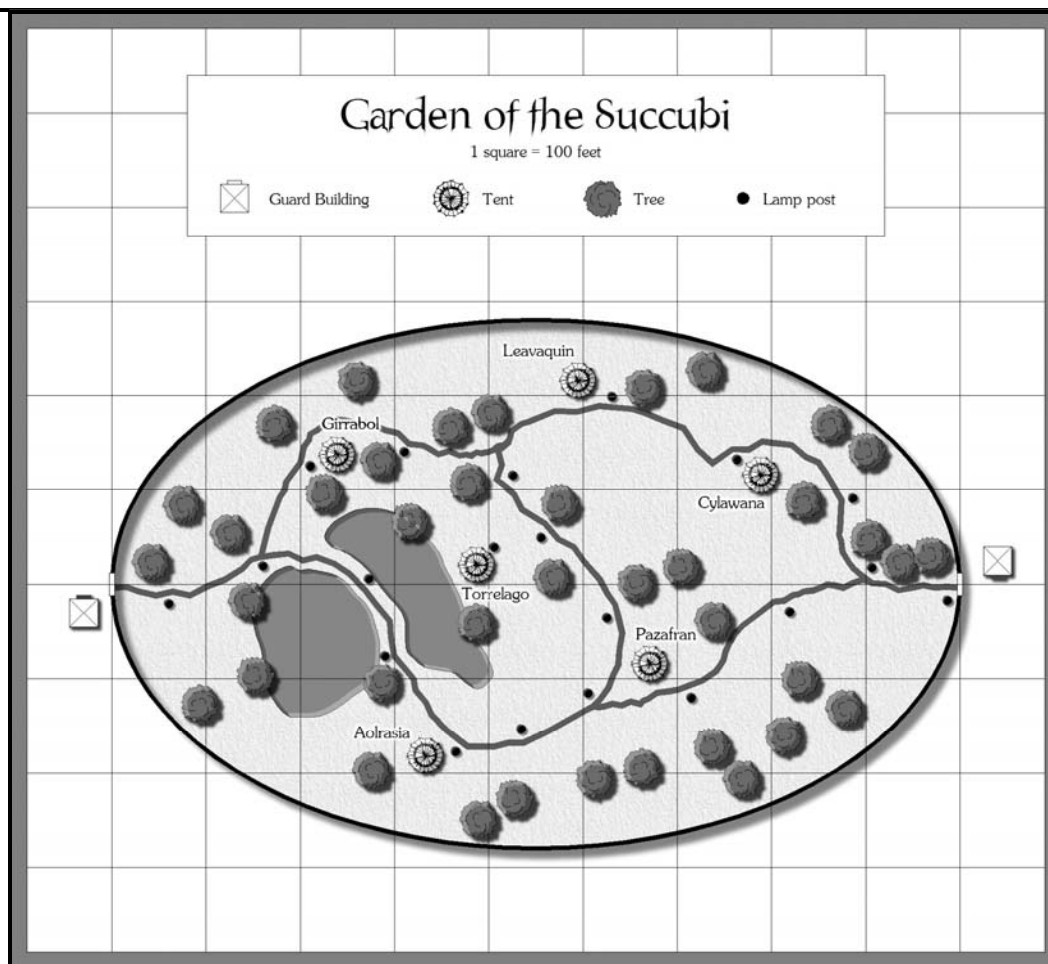 Garden of the Succubi
1 square = 100 feet
Guard Building
Tent
Tree
Lamp post
Leavaquin
Girrabol
Cylawana
Torrelago
Pazafran
Aolrasia